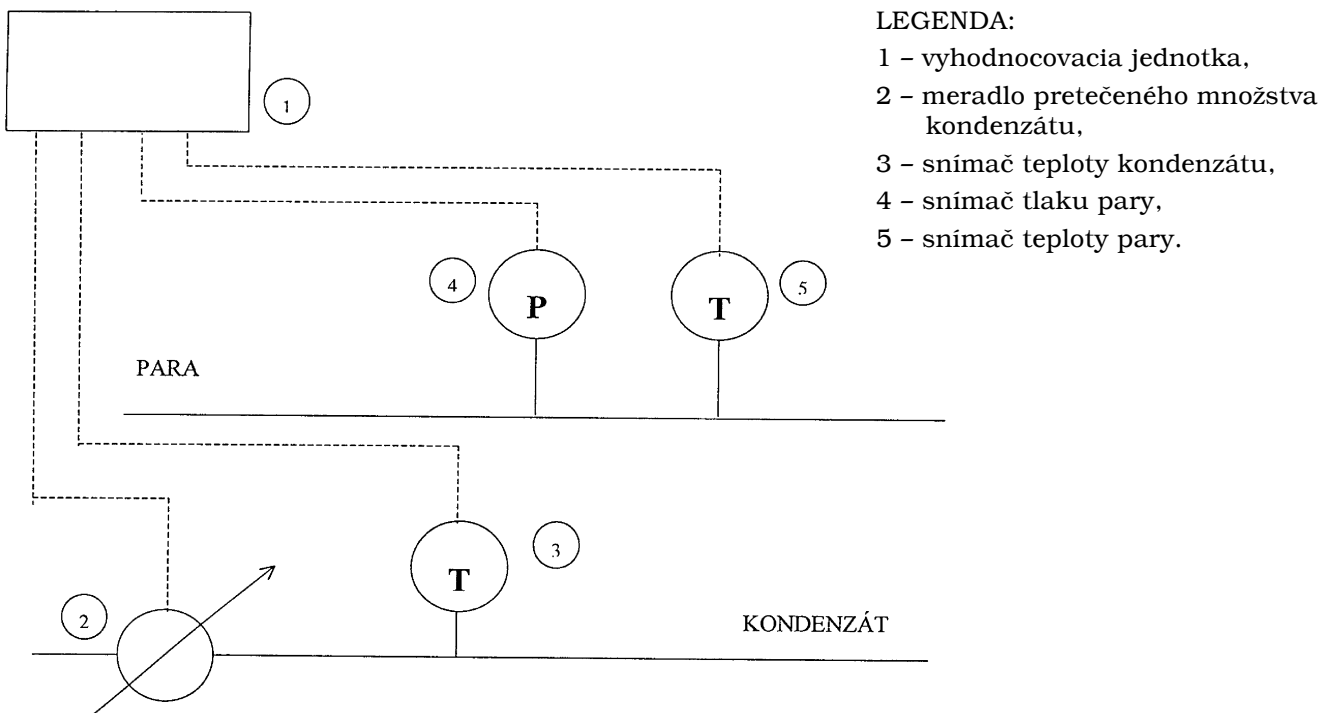 LEGENDA:
1 – vyhodnocovacia jednotka,
2 – meradlo pretečeného množstva
kondenzátu,
3 – snímač teploty kondenzátu,
4 – snímač tlaku pary,
5 – snímač teploty pary.
1
4
P
T
5
PARA
3
T
2
KONDENZÁT